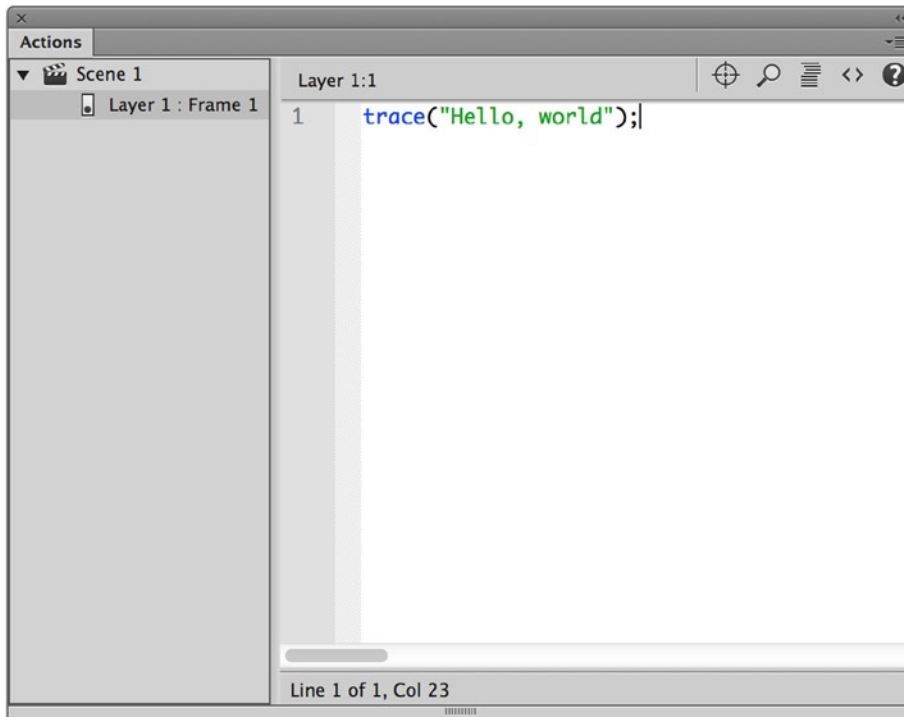 Actions
Scene 1
Layer 1 : Frame 1
Layer 1:1
1 trace("Hello, world");
Line 1 of 1, Col 23